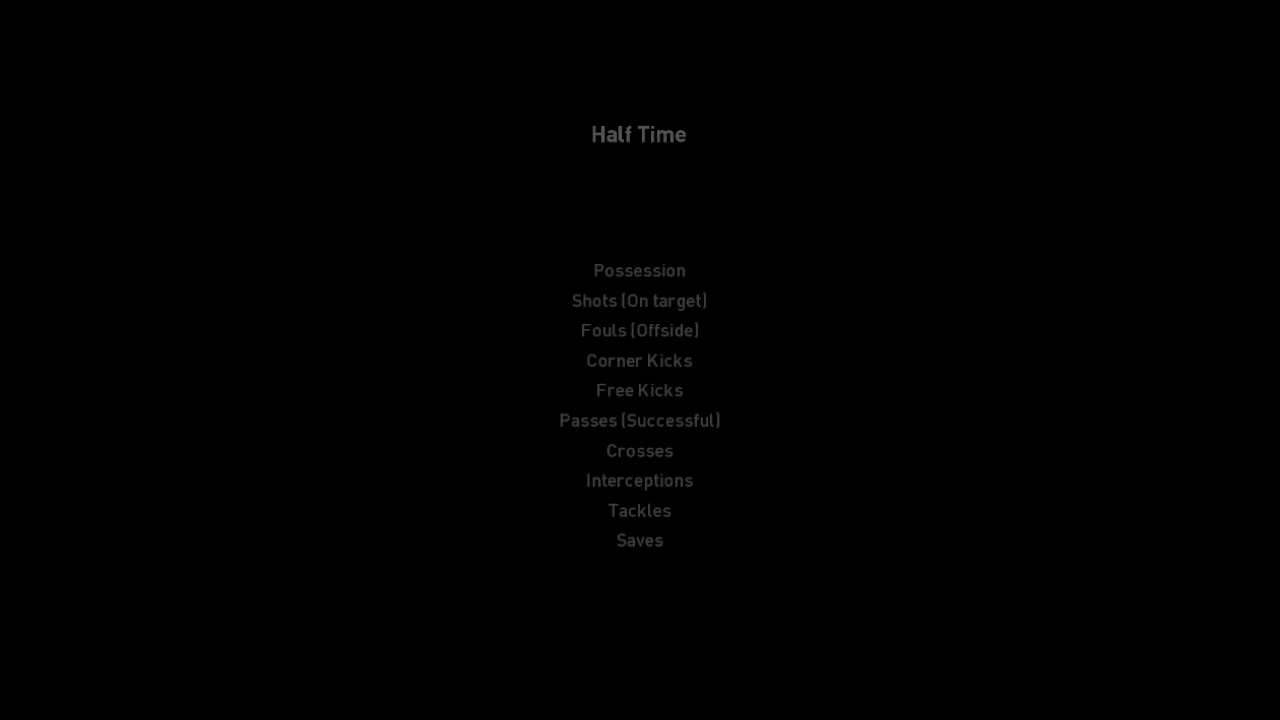 Half Time
Possession
Shots (On target)
Fouls (Offside)
Corner Kicks
Free Kicks
Passes (Successful)
Crosses
Interceptions
Tackles
Saves